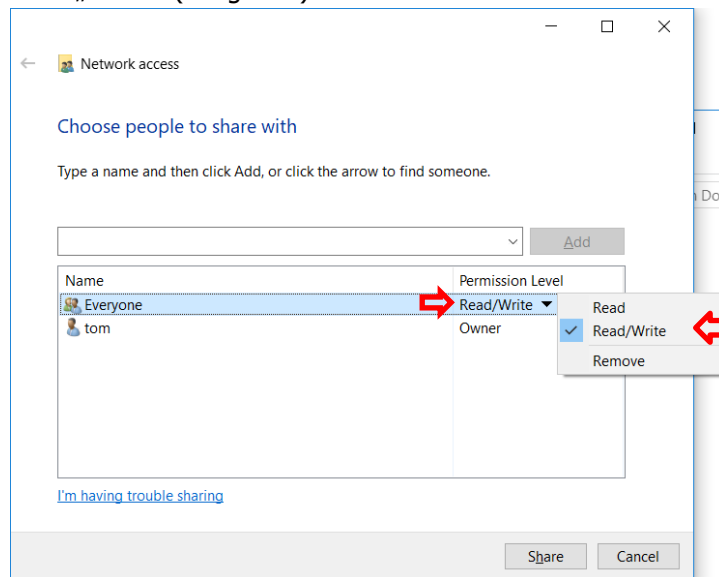 Network access
Choose people to share with
Type a name and then click Add, or click the arrow to find someone.
Add
Name Permission Level
Everyone Read/Write
tom Owner
Read
Read/Write
Remove
I'm having trouble sharing
Share Cancel